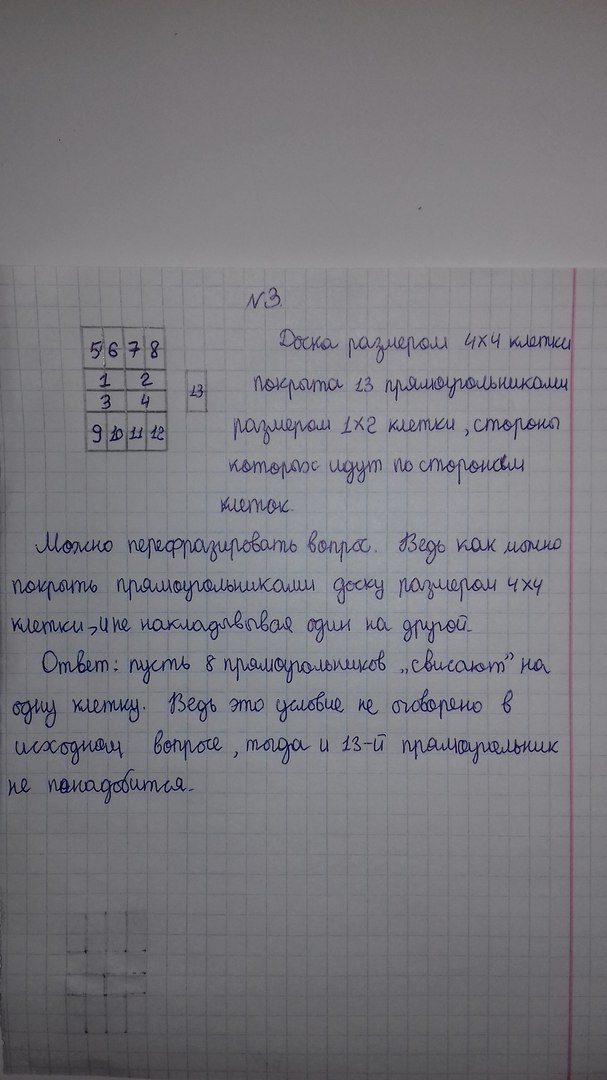 №3.
5 6 7 8
1 2
3 4
9 10 11 12
13
Доска размером 4×4 клетки
покрыта 13 прямоугольниками
размером 1×2 клетки, стороны
которых идут по сторонам
клеток.
Можно перефразировать вопрос. Ведь как можно
покрыть прямоугольниками доску размером 4×4
клетки, и не накладывывая один на другой.
Ответ: пусть 8 прямоугольников „свисают" на
одну клетку. Ведь это условие не оговорено в
исходном вопросе, тогда и 13-й прямоугольник
не понадобится.